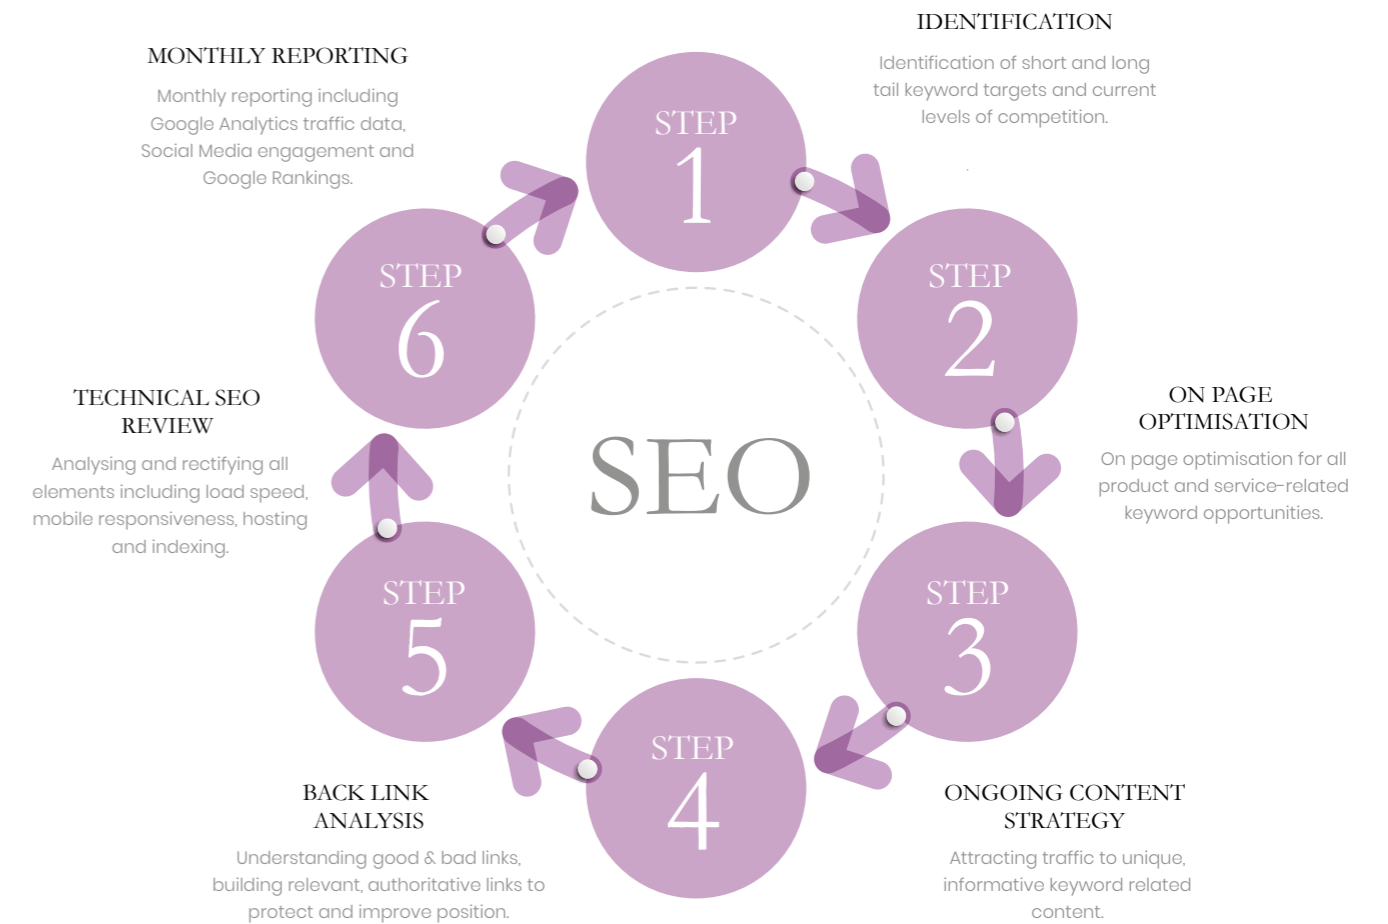 IDENTIFICATION
Identification of short and long
tail keyword targets and current
levels of competition.
MONTHLY REPORTING
Monthly reporting including
Google Analytics traffic data,
Social Media engagement and
Google Rankings.
STEP
1
STEP
2
STEP
6
ON PAGE
OPTIMISATION
On page optimisation for all
product and service-related
keyword opportunities.
TECHNICAL SEO
REVIEW
Analysing and rectifying all
elements including load speed,
mobile responsiveness, hosting
and indexing.
SEO
STEP
3
STEP
5
STEP
4
ONGOING CONTENT
STRATEGY
Attracting traffic to unique,
informative keyword related
content.
BACK LINK
ANALYSIS
Understanding good & bad links,
building relevant, authoritative links to
protect and improve position.